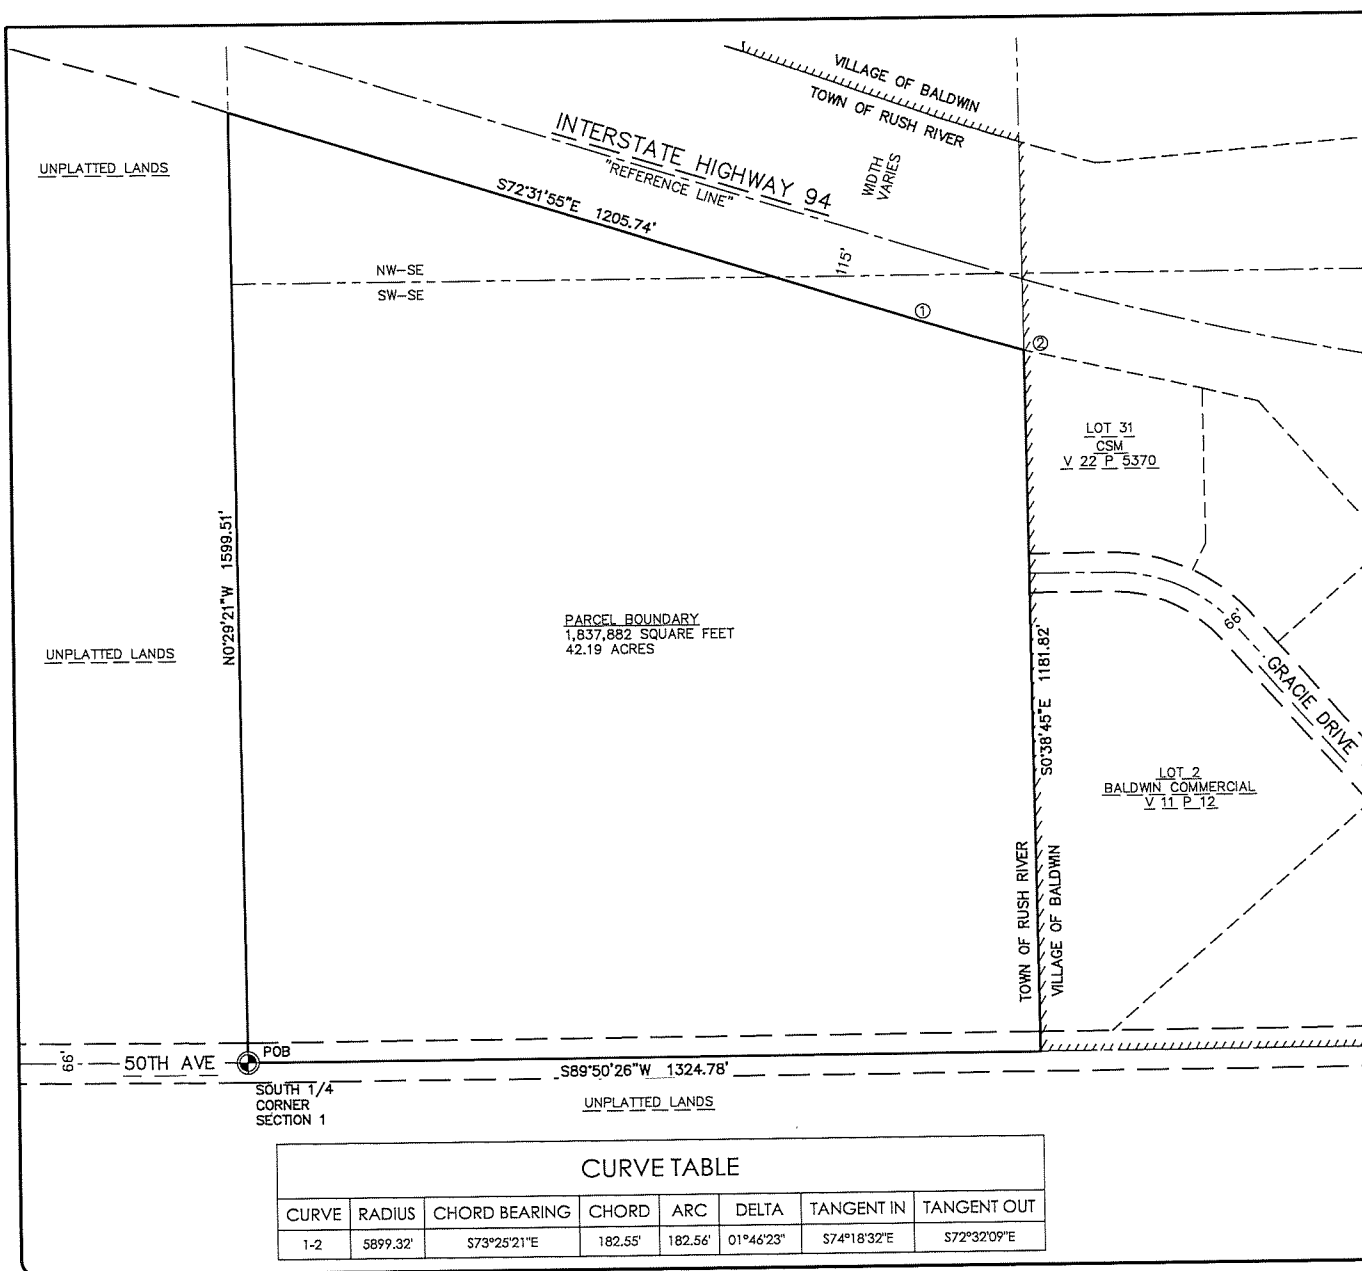 VILLAGE OF BALDWIN
TOWN OF RUSH RIVER
INTERSTATE HIGHWAY 94
"REFERENCE LINE"
WIDTH
VARIES
UNPLATTED LANDS
S72°31'55"E 1205.74'
115'
NW-SE
SW-SE
①
②
LOT 31
CSM
V 22 P 5370
N0°29'21"W 1599.51'
PARCEL BOUNDARY
1,837,882 SQUARE FEET
42.19 ACRES
UNPLATTED LANDS
S0°38'45"E 1181.82'
66'
GRACIE DRIVE
LOT 2
BALDWIN COMMERCIAL
V 11 P 12
TOWN OF RUSH RIVER
VILLAGE OF BALDWIN
66'
50TH AVE
POB
SOUTH 1/4
CORNER
SECTION 1
S89°50'26"W 1324.78'
UNPLATTED LANDS
CURVE TABLE
CURVE RADIUS CHORD BEARING CHORD ARC DELTA TANGENT IN TANGENT OUT
1-2 5899.32' S73°25'21"E 182.55' 182.56' 01°46'23" S74°18'32"E S72°32'09"E